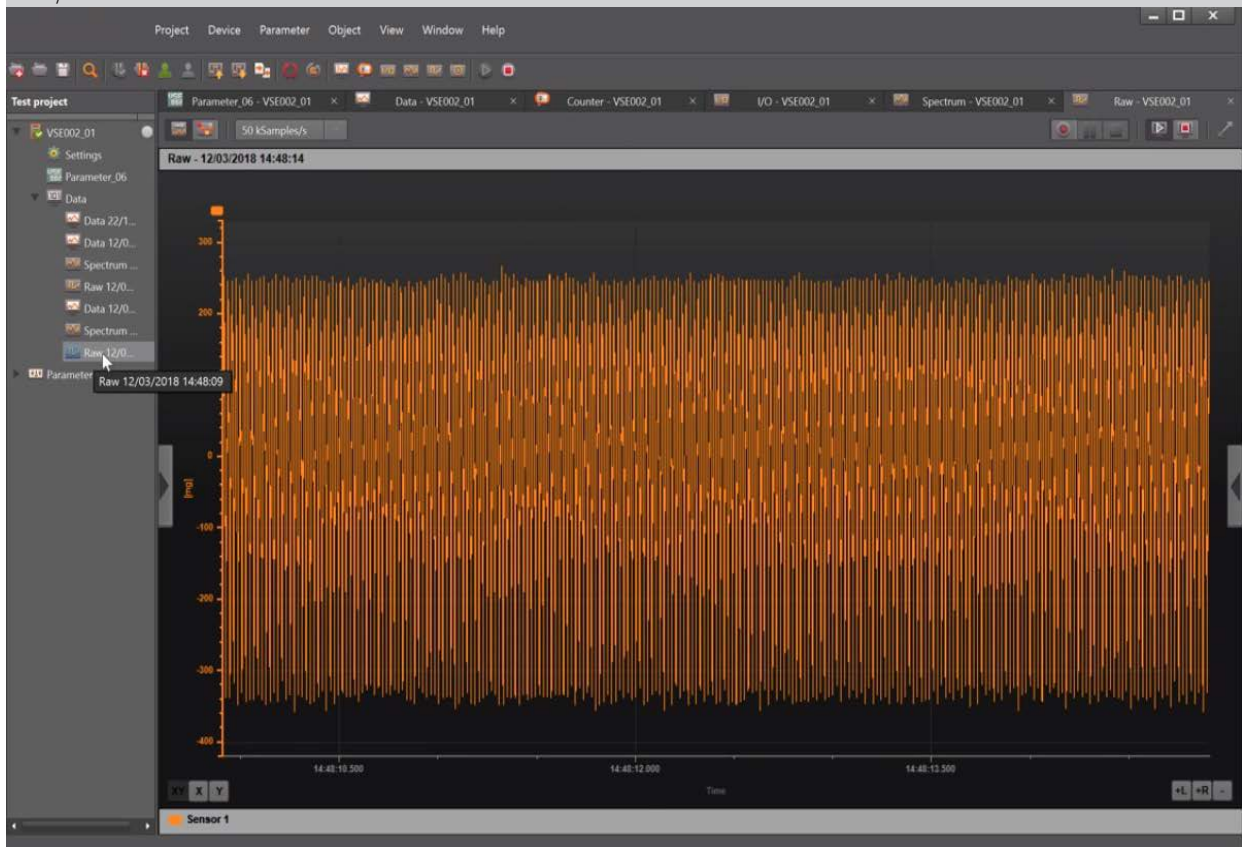 Project Device Parameter Object View Window Help
Test project
Parameter_06 - VSE002_01
Data - VSE002_01
Counter - VSE002_01
I/O - VSE002_01
Spectrum - VSE002_01
Raw - VSE002_01
50 kSamples/s
VSE002_01
Settings
Parameter_06
Data
Data 22/1...
Data 12/0...
Spectrum ...
Raw 12/0...
Data 12/0...
Spectrum ...
Raw 12/0...
Parameter
Raw 12/03/2018 14:48:09
Raw - 12/03/2018 14:48:14
300
200
0
-100
-200
-300
-400
[mg]
14:48:10.500 14:48:12.000 14:48:13.500
Time
XY X Y
+L +R -
Sensor 1